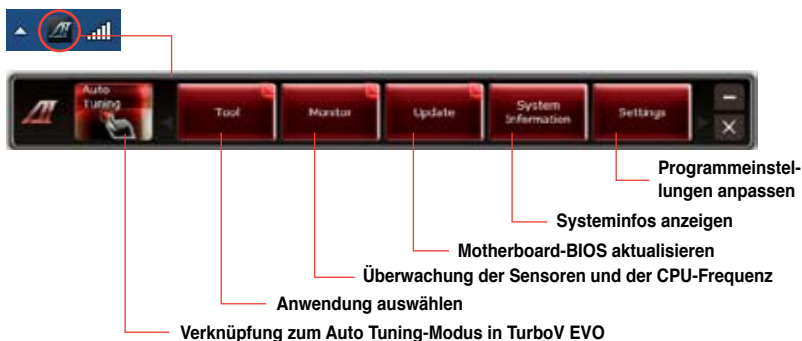 Auto
Tuning
Tool
Monitor
Update
System
Information
Settings
Programmeinstel-
lungen anpassen
Systeminfos anzeigen
Motherboard-BIOS aktualisieren
Überwachung der Sensoren und der CPU-Frequenz
Anwendung auswählen
Verknüpfung zum Auto Tuning-Modus in TurboV EVO